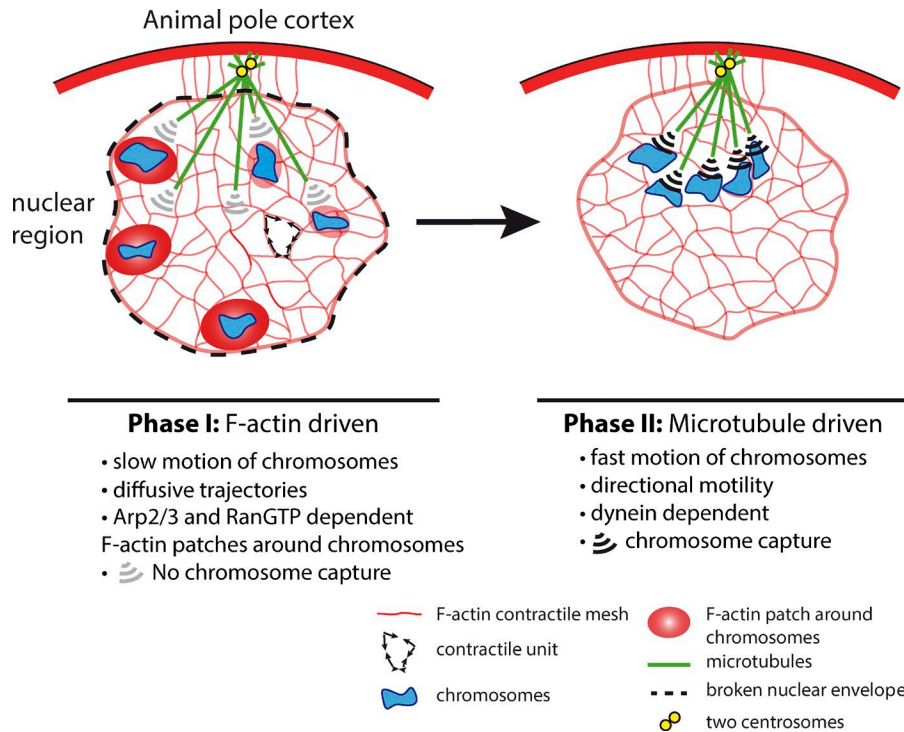 Animal pole cortex
nuclear
region
Phase I: F-actin driven
• slow motion of chromosomes
• diffusive trajectories
• Arp2/3 and RanGTP dependent
F-actin patches around chromosomes
• No chromosome capture
Phase II: Microtubule driven
• fast motion of chromosomes
• directional motility
• dynein dependent
• chromosome capture
F-actin contractile mesh
contractile unit
chromosomes
F-actin patch around
chromosomes
microtubules
broken nuclear envelope
two centrosomes